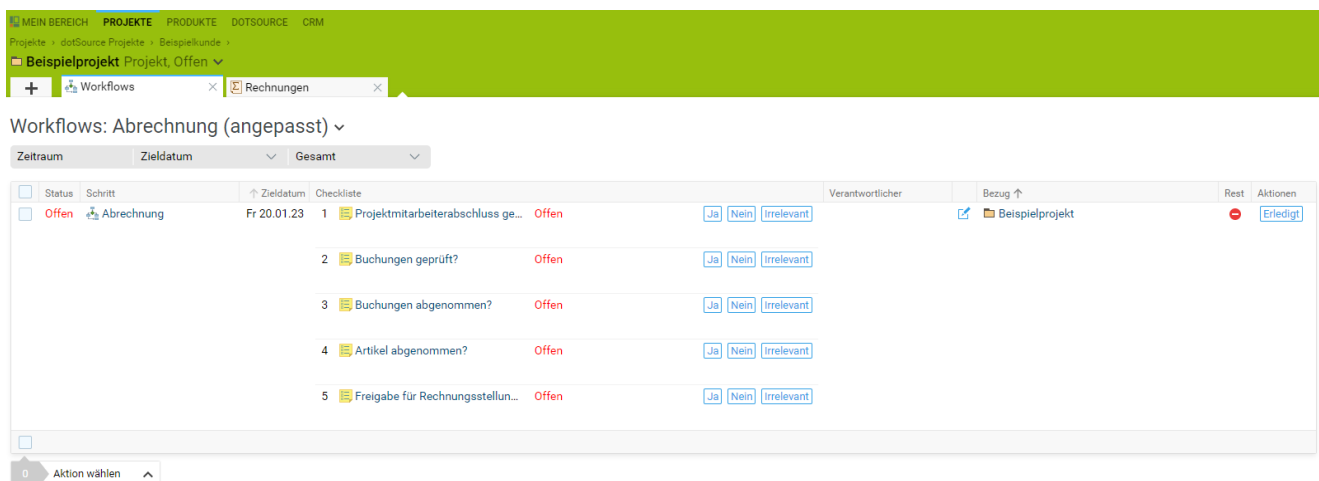 MEIN BEREICH PROJEKTE PRODUKTE DOTSOURCE CRM
Projekte › dotSource Projekte › Beispielkunde ›
Beispielprojekt Projekt, Offen
+ Workflows Rechnungen
Workflows: Abrechnung (angepasst)
Zeitraum Zieldatum Gesamt
Status Schritt Zieldatum Checkliste Verantwortlicher Bezug Rest Aktionen
Offen Abrechnung Fr 20.01.23 1 Projektmitarbeiterabschluss ge... Offen Ja Nein Irrelevant Beispielprojekt Erledigt
2 Buchungen geprüft? Offen Ja Nein Irrelevant
3 Buchungen abgenommen? Offen Ja Nein Irrelevant
4 Artikel abgenommen? Offen Ja Nein Irrelevant
5 Freigabe für Rechnungsstellun... Offen Ja Nein Irrelevant
0 Aktion wählen